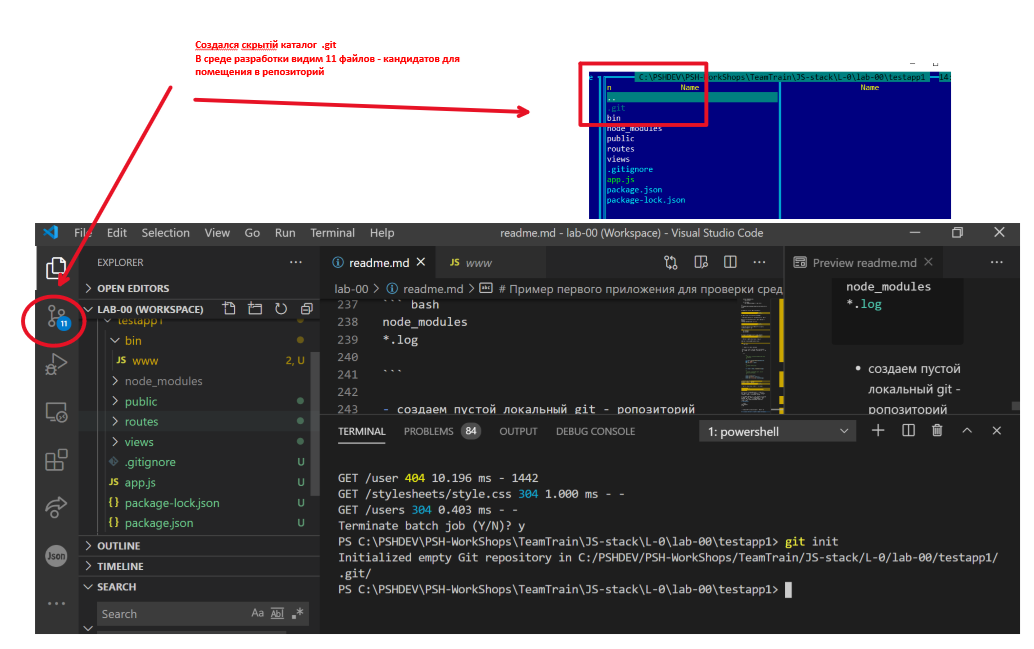 Создался скрытій каталог .git
В среде разработки видим 11 файлов - кандидатов для
помещения в репозиторий
C:\PSHDEV\PSH-WorkShops\TeamTrain\JS-stack\L-0\lab-00\testapp1
n Name Name
..
.git
bin
node_modules
public
routes
views
.gitignore
app.js
package.json
package-lock.json
File Edit Selection View Go Run Terminal Help
readme.md - lab-00 (Workspace) - Visual Studio Code
EXPLORER
OPEN EDITORS
LAB-00 (WORKSPACE)
testapp1
bin
JS www 2, U
node_modules
public
routes
views
.gitignore U
JS app.js U
{} package-lock.json U
{} package.json U
OUTLINE
TIMELINE
SEARCH
Search Aa Abl .*
11
Json
readme.md
JS www
lab-00 > readme.md > # Пример первого приложения для проверки сред
237 ``` bash
238 node_modules
239 *.log
240
241 ```
242
243 - создаем пустой локальный git - ропозиторий
Preview readme.md
node_modules
*.log
• создаем пустой
локальный git -
ропозиторий
TERMINAL PROBLEMS 84 OUTPUT DEBUG CONSOLE 1: powershell
GET /user 404 10.196 ms - 1442
GET /stylesheets/style.css 304 1.000 ms - -
GET /users 304 0.403 ms - -
Terminate batch job (Y/N)? y
PS C:\PSHDEV\PSH-WorkShops\TeamTrain\JS-stack\L-0\lab-00\testapp1> git init
Initialized empty Git repository in C:/PSHDEV/PSH-WorkShops/TeamTrain/JS-stack/L-0/lab-00/testapp1/
.git/
PS C:\PSHDEV\PSH-WorkShops\TeamTrain\JS-stack\L-0\lab-00\testapp1>